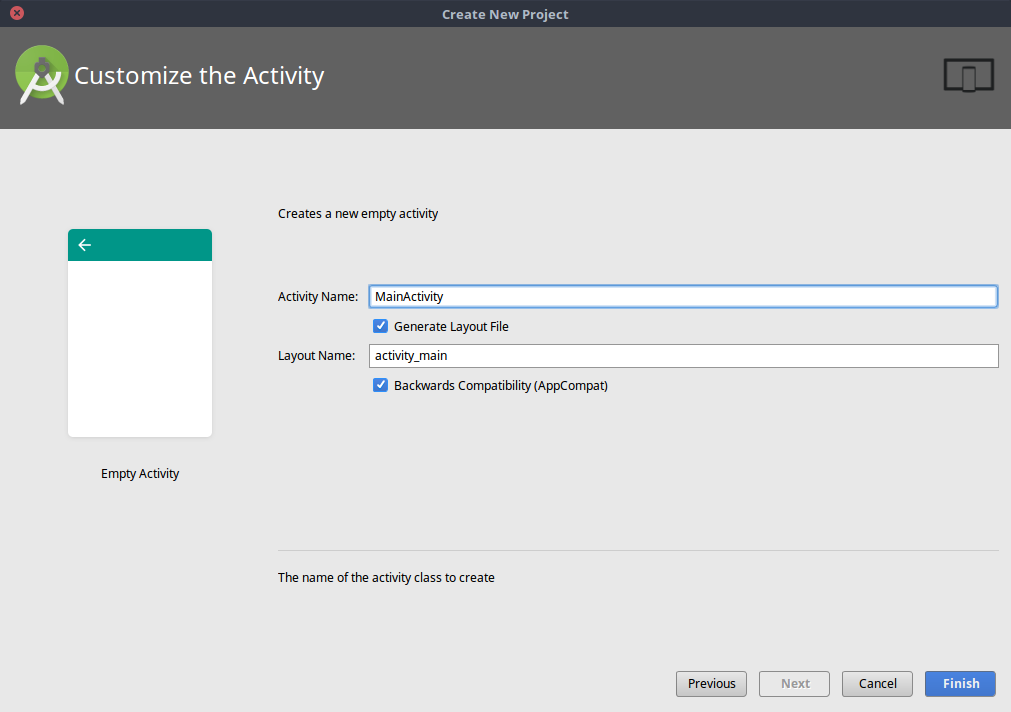 Create New Project
Customize the Activity
Creates a new empty activity
Activity Name: MainActivity
Generate Layout File
Layout Name: activity_main
Backwards Compatibility (AppCompat)
Empty Activity
The name of the activity class to create
Previous Next Cancel Finish